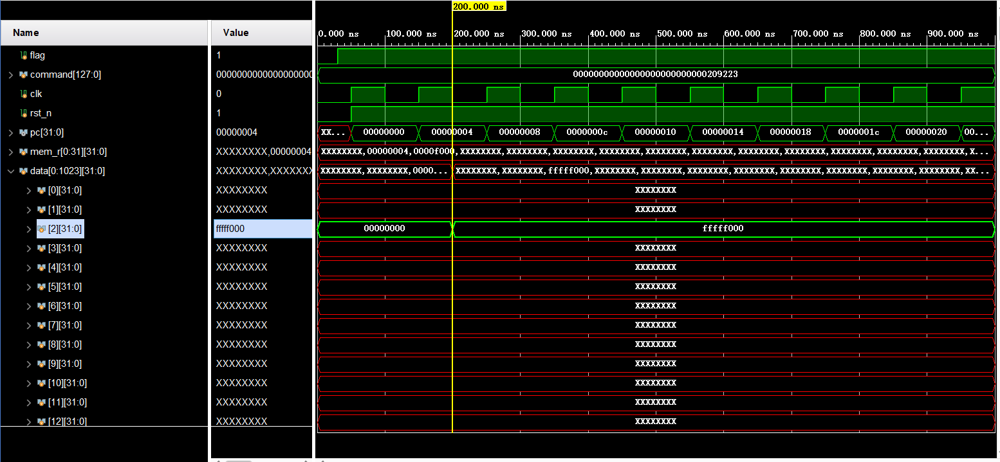 200.000 ns
Name Value 0.000 ns 100.000 ns 200.000 ns 300.000 ns 400.000 ns 500.000 ns 600.000 ns 700.000 ns 800.000 ns 900.000 ns
flag 1
command[127:0] 00000000000000000000 00000000000000000000000000209223
clk 0
rst_n 1
pc[31:0] 00000004 XX... 00000000 00000004 00000008 0000000c 00000010 00000014 00000018 0000001c 00000020 00...
mem_r[0:31][31:0] XXXXXXXX,00000004 XXXXXXXX,00000004,0000f000,XXXXXXXX,XXXXXXXX,XXXXXXXX,XXXXXXXX,XXXXXXXX,XXXXXXXX,XXXXXXXX,XXXXXXXX,XXXXXXXX,XXXXXXXX,XXXXXXXX,X...
data[0:1023][31:0] XXXXXXXX,XXXXXXX XXXXXXXX,XXXXXXXX,0000... XXXXXXXX,XXXXXXXX,fffff000,XXXXXXXX,XXXXXXXX,XXXXXXXX,XXXXXXXX,XXXXXXXX,XXXXXXXX,XXXXXXXX,XXXXXXXX,XX...
[0][31:0] XXXXXXXX XXXXXXXX
[1][31:0] XXXXXXXX XXXXXXXX
[2][31:0] fffff000 00000000 fffff000
[3][31:0] XXXXXXXX XXXXXXXX
[4][31:0] XXXXXXXX XXXXXXXX
[5][31:0] XXXXXXXX XXXXXXXX
[6][31:0] XXXXXXXX XXXXXXXX
[7][31:0] XXXXXXXX XXXXXXXX
[8][31:0] XXXXXXXX XXXXXXXX
[9][31:0] XXXXXXXX XXXXXXXX
[10][31:0] XXXXXXXX XXXXXXXX
[11][31:0] XXXXXXXX XXXXXXXX
[12][31:0] XXXXXXXX XXXXXXXX